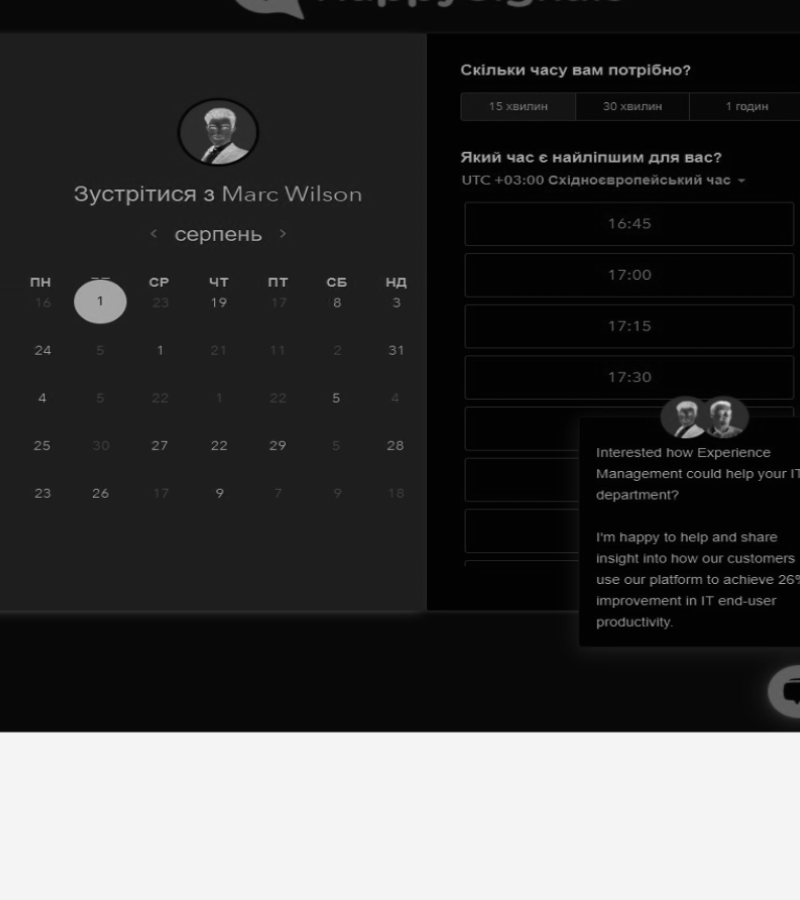 Зустрітися з Marc Wilson
серпень
ПН СР ЧТ ПТ СБ НД
16 1 23 19 17 8 3
24 5 1 21 11 2 31
4 5 22 1 22 5 4
25 30 27 22 29 5 28
23 26 17 9 7 9 18
Скільки часу вам потрібно?
15 хвилин 30 хвилин 1 годин
Який час є найліпшим для вас?
UTC +03:00 Східноєвропейський час
16:45
17:00
17:15
17:30
Interested how Experience
Management could help your IT
department?
I'm happy to help and share
insight into how our customers
use our platform to achieve 26%
improvement in IT end-user
productivity.